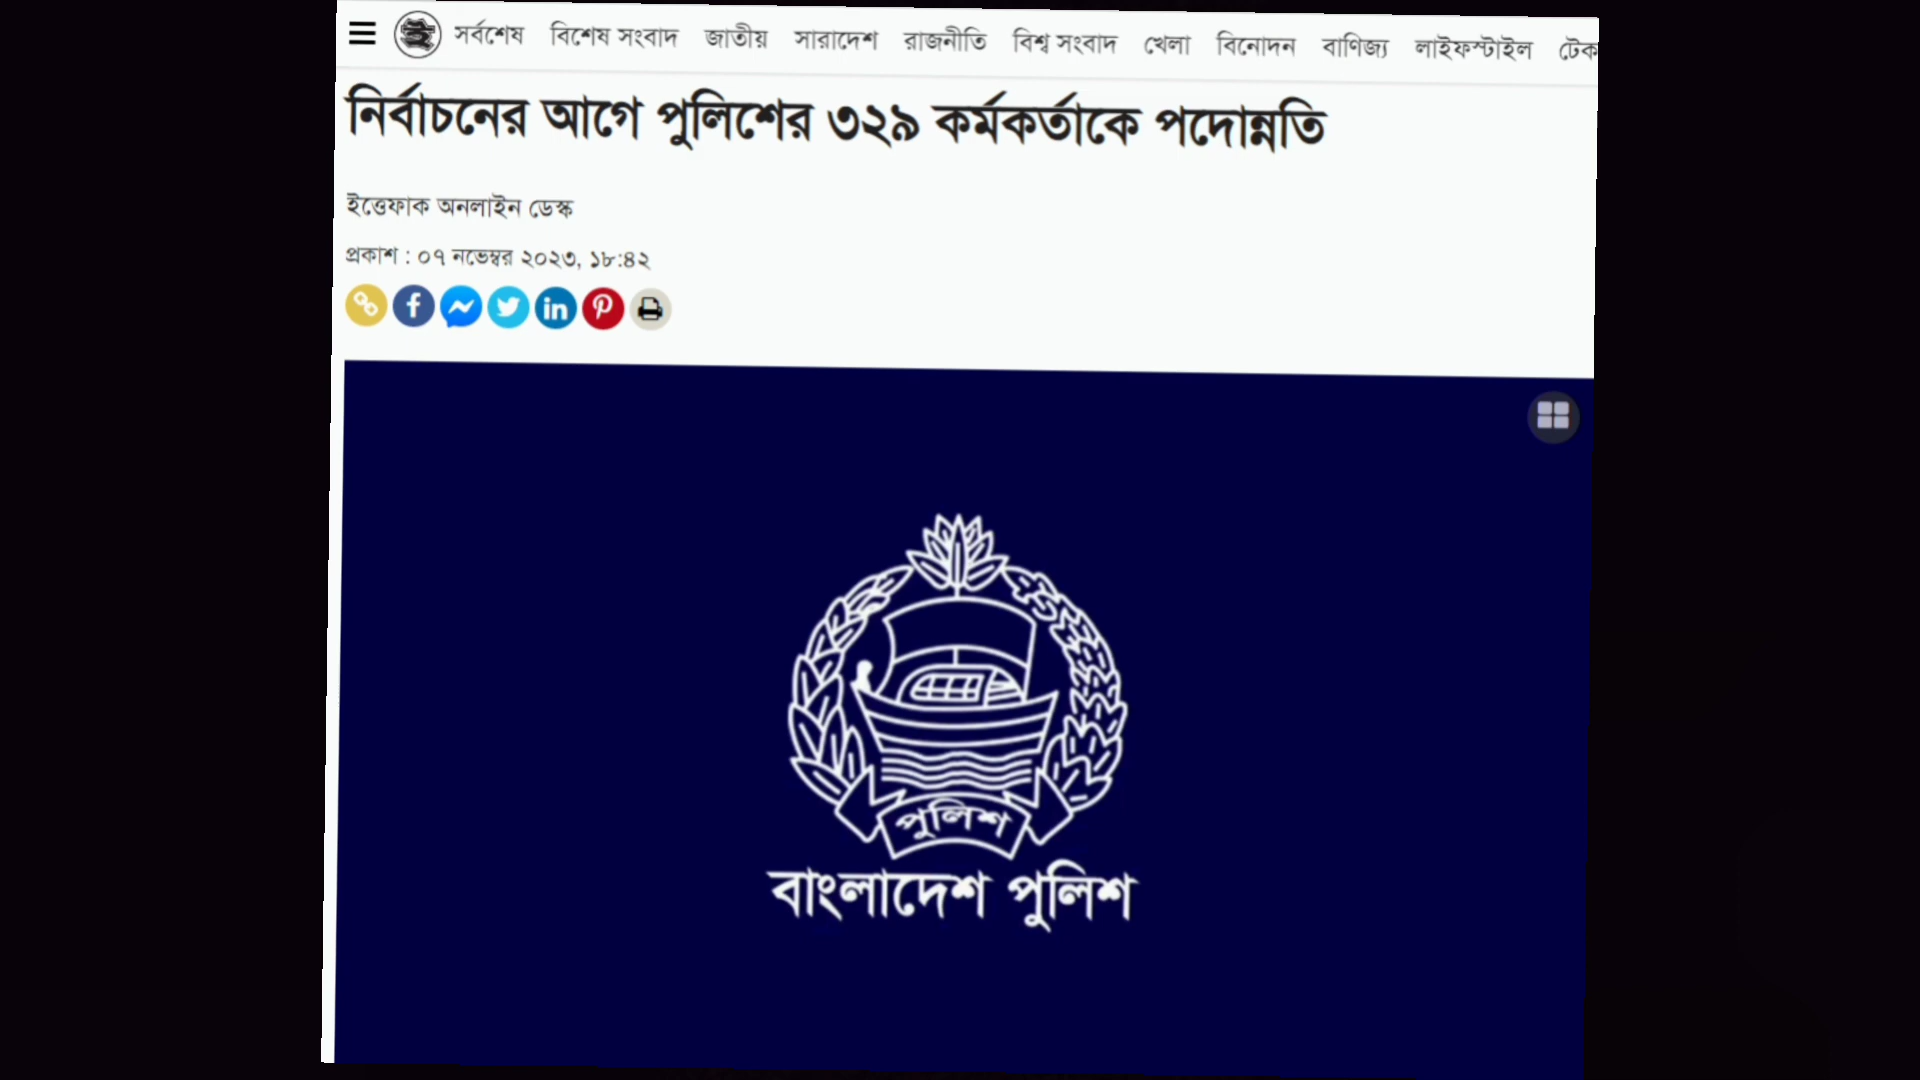 সর্বশেষ বিশেষ সংবাদ জাতীয় সারাদেশ রাজনীতি বিশ্ব সংবাদ খেলা বিনোদন বাণিজ্য লাইফস্টাইল টেক
নির্বাচনের আগে পুলিশের ৩২৯ কর্মকর্তাকে পদোন্নতি
ইত্তেফাক অনলাইন ডেস্ক
প্রকাশ : ০৭ নভেম্বর ২০২৩, ১৮:৪২
পুলিশ
বাংলাদেশ পুলিশ